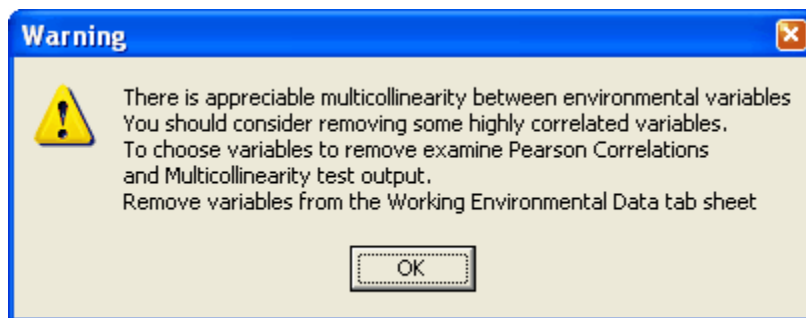 Warning
There is appreciable multicollinearity between environmental variables
You should consider removing some highly correlated variables.
To choose variables to remove examine Pearson Correlations
and Multicollinearity test output.
Remove variables from the Working Environmental Data tab sheet
OK